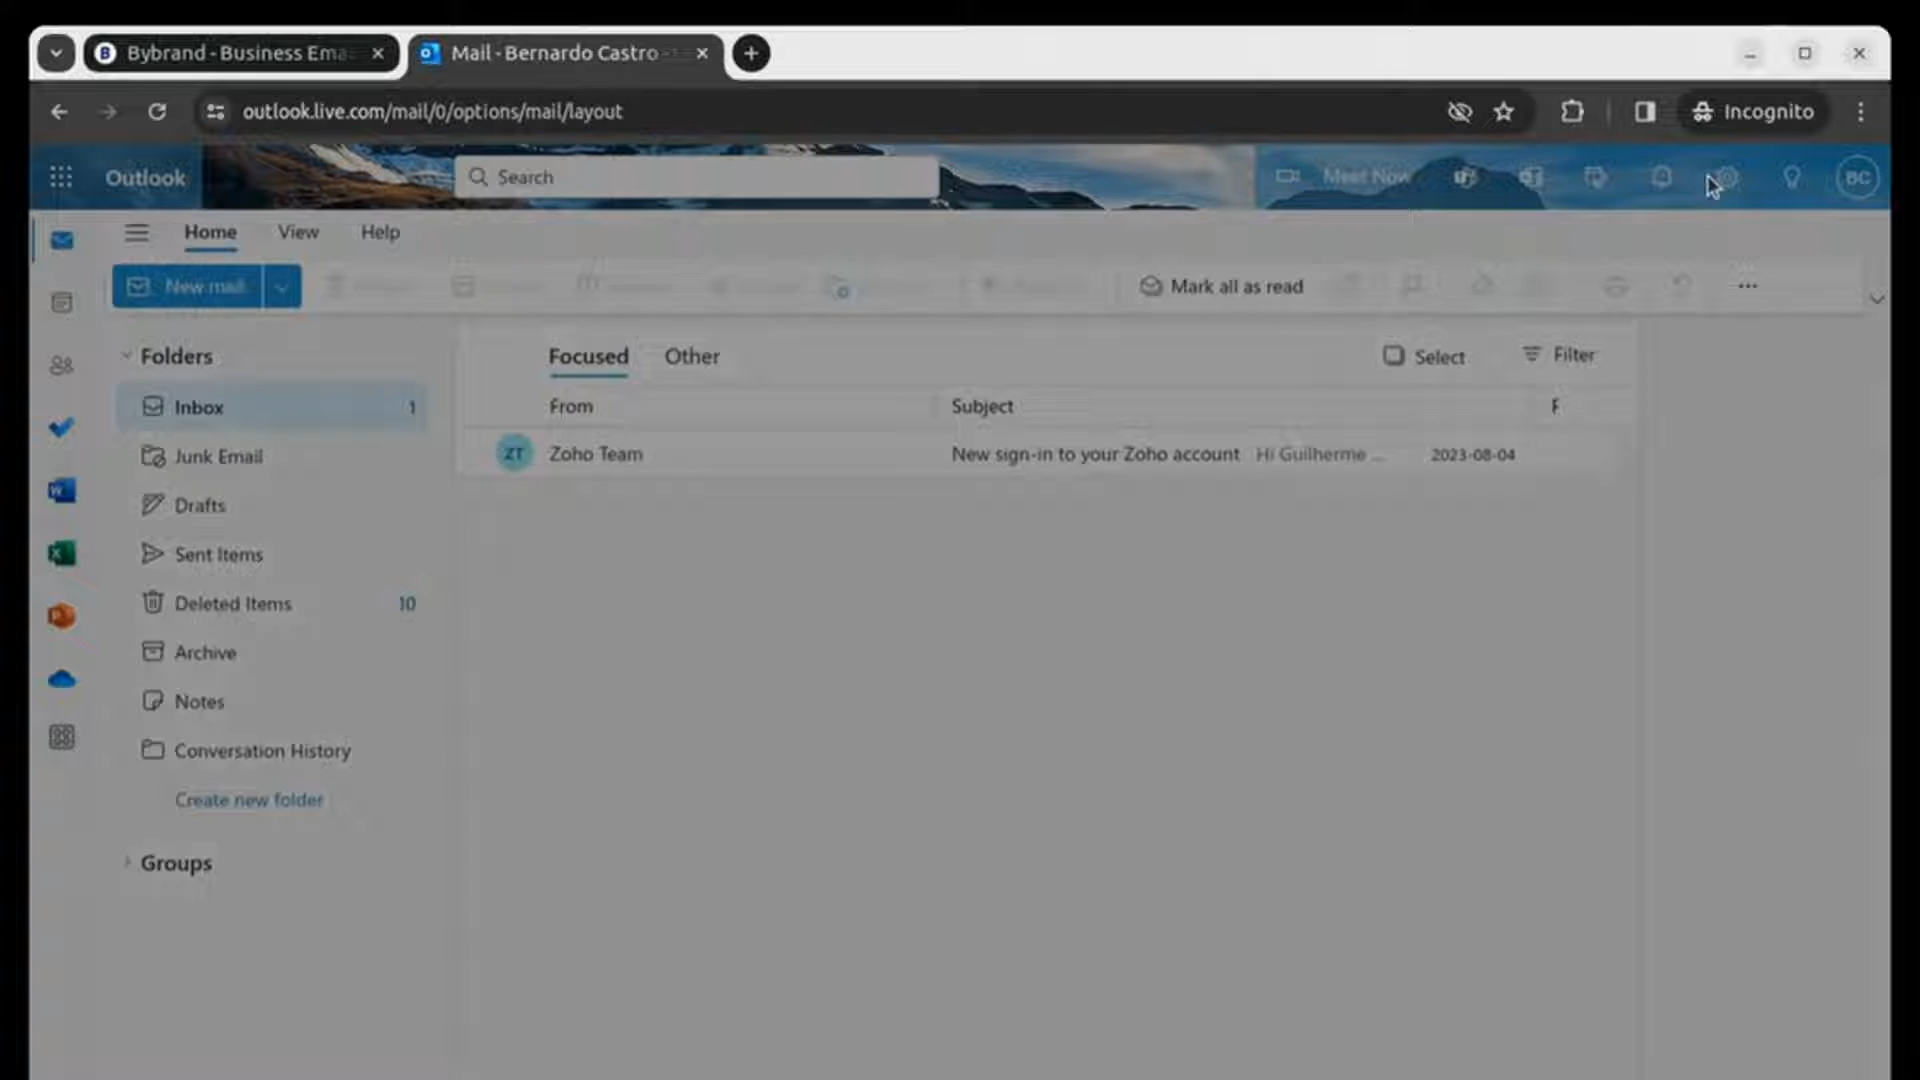 Bybrand - Business Ema
Mail - Bernardo Castro -
outlook.live.com/mail/0/options/mail/layout
Incognito
Outlook
Search
Meet Now
BC
Home View Help
New mail
Mark all as read
Folders
Focused Other
Select
Filter
Inbox 1
From Subject F
Junk Email
ZT Zoho Team New sign-in to your Zoho account Hi Guilherme ... 2023-08-04
Drafts
Sent Items
Deleted Items 10
Archive
Notes
Conversation History
Create new folder
Groups